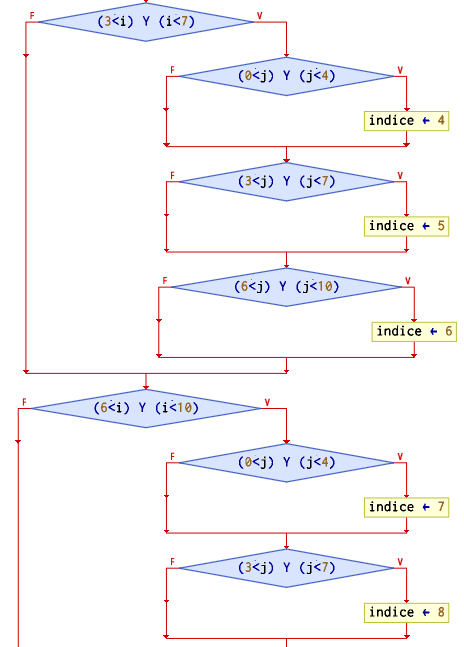 (3<i) Y (i<7)
F V
(0<j) Y (j<4)
F V
indice ← 4
(3<j) Y (j<7)
F V
indice ← 5
(6<j) Y (j<10)
F V
indice ← 6
(6<i) Y (i<10)
F V
(0<j) Y (j<4)
F V
indice ← 7
(3<j) Y (j<7)
F V
indice ← 8